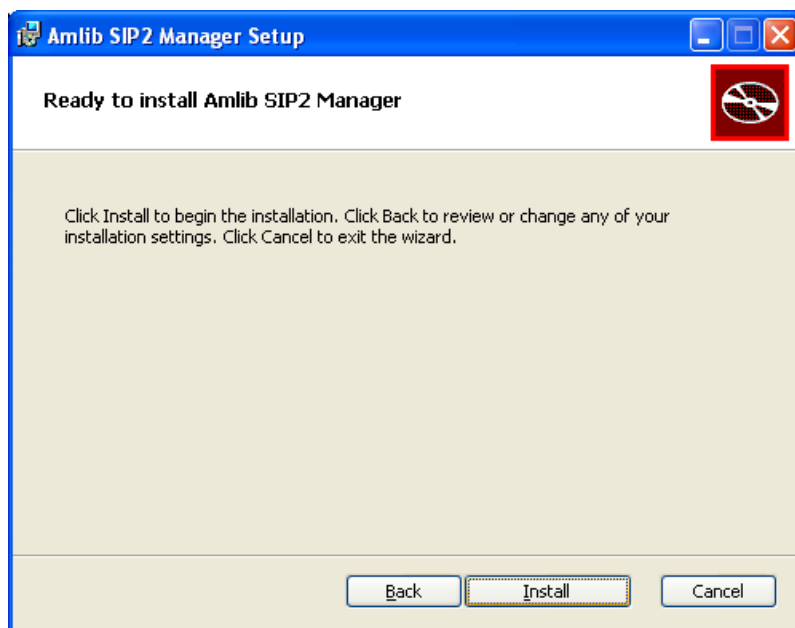 Amlib SIP2 Manager Setup
Ready to install Amlib SIP2 Manager
Click Install to begin the installation. Click Back to review or change any of your
installation settings. Click Cancel to exit the wizard.
Back Install Cancel